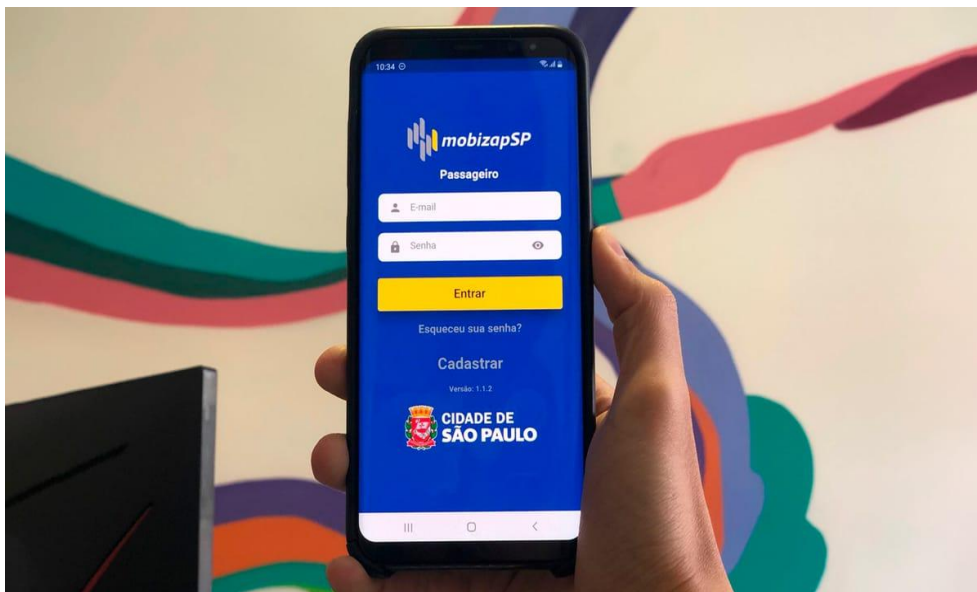 10:34
mobizapSP
Passageiro
E-mail
Senha
Entrar
Esqueceu sua senha?
Cadastrar
Versão: 1.1.2
CIDADE DE
SÃO PAULO